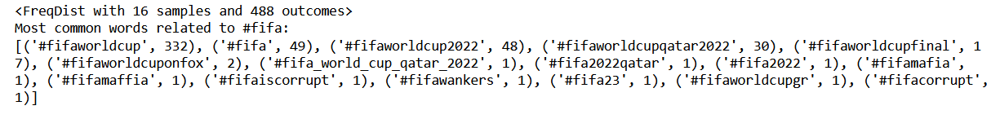 <FreqDist with 16 samples and 488 outcomes>
Most common words related to #fifa:
[('#fifaworldcup', 332), ('#fifa', 49), ('#fifaworldcup2022', 48), ('#fifaworldcupqatar2022', 30), ('#fifaworldcupfinal', 1
7), ('#fifaworldcuponfox', 2), ('#fifa_world_cup_qatar_2022', 1), ('#fifa2022qatar', 1), ('#fifa2022', 1), ('#fifamafia',
1), ('#fifamaffia', 1), ('#fifaiscorrupt', 1), ('#fifawankers', 1), ('#fifa23', 1), ('#fifaworldcupgr', 1), ('#fifacorrupt',
1)]